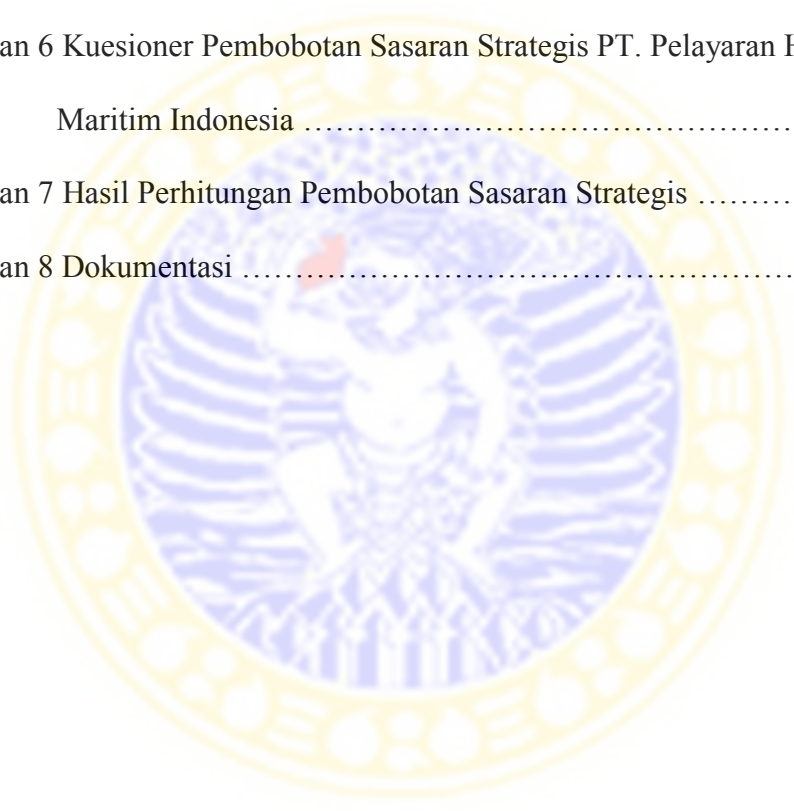 an 6 Kuesioner Pembobotan Sasaran Strategis PT. Pelayaran H
Maritim Indonesia ……………………………………
an 7 Hasil Perhitungan Pembobotan Sasaran Strategis ………
an 8 Dokumentasi ……………………………………………